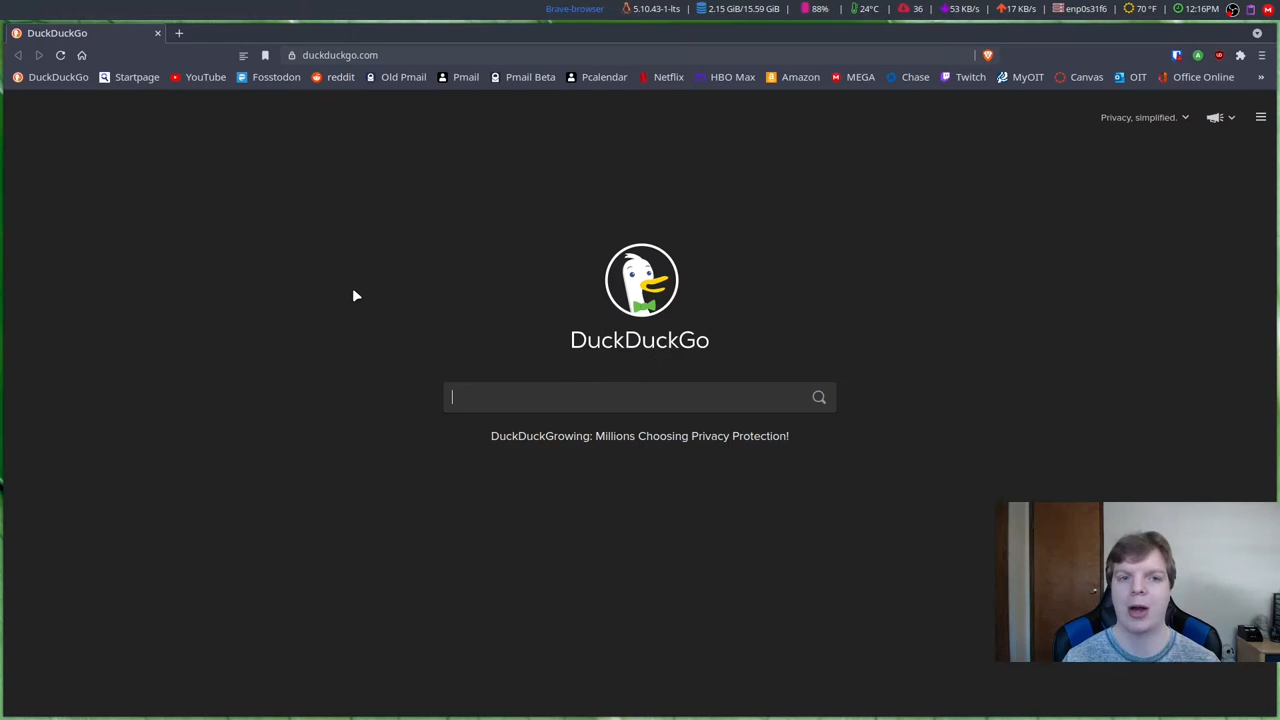 Brave-browser 5.10.43-1-lts | 2.15 GiB/15.59 GiB | 88% | 24°C | 36 | 53 KB/s | 17 KB/s | enp0s31f6 | 70 °F | 12:16PM
DuckDuckGo
duckduckgo.com
DuckDuckGo Startpage YouTube Fosstodon reddit Old Pmail Pmail Pmail Beta Pcalendar Netflix HBO Max Amazon MEGA Chase Twitch MyOIT Canvas OIT Office Online »
Privacy, simplified.
DuckDuckGo
DuckDuckGrowing: Millions Choosing Privacy Protection!